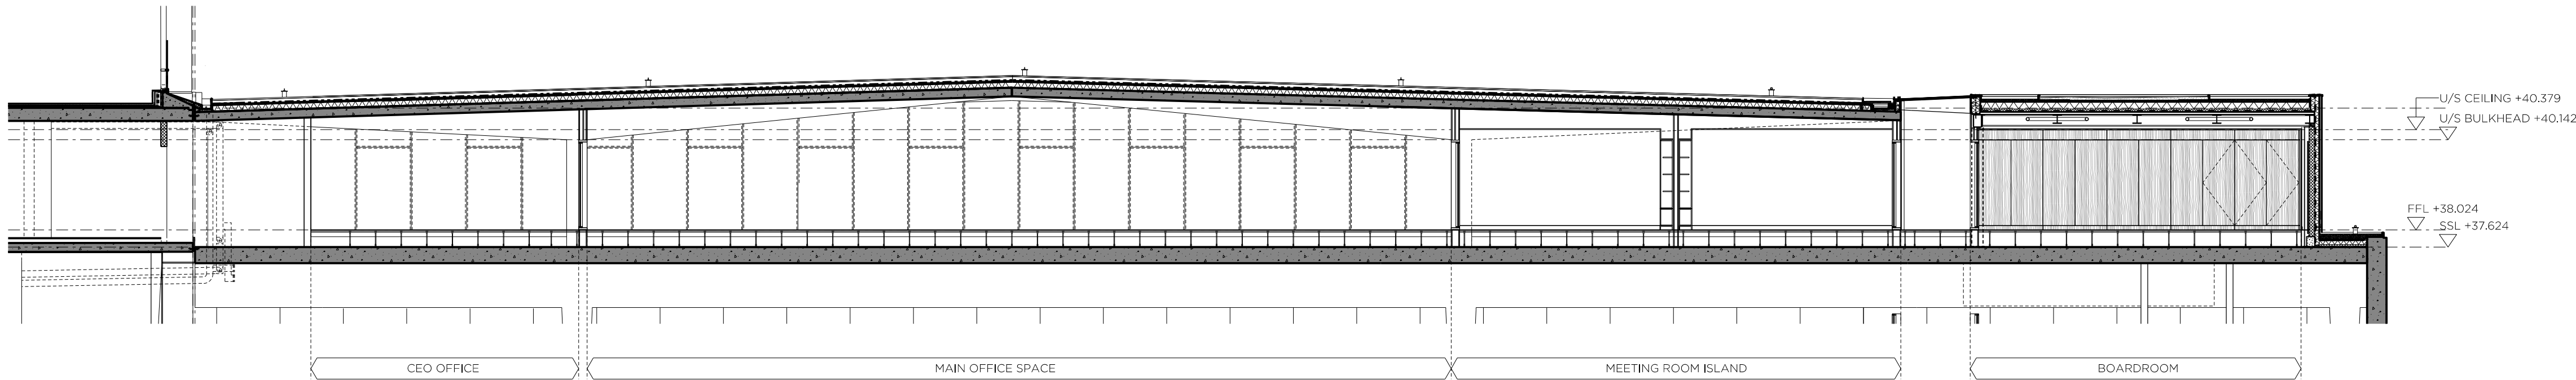 U/S CEILING +40.379
U/S BULKHEAD +40.142
FFL +38.024
SSL +37.624
CEO OFFICE
MAIN OFFICE SPACE
MEETING ROOM ISLAND
BOARDROOM